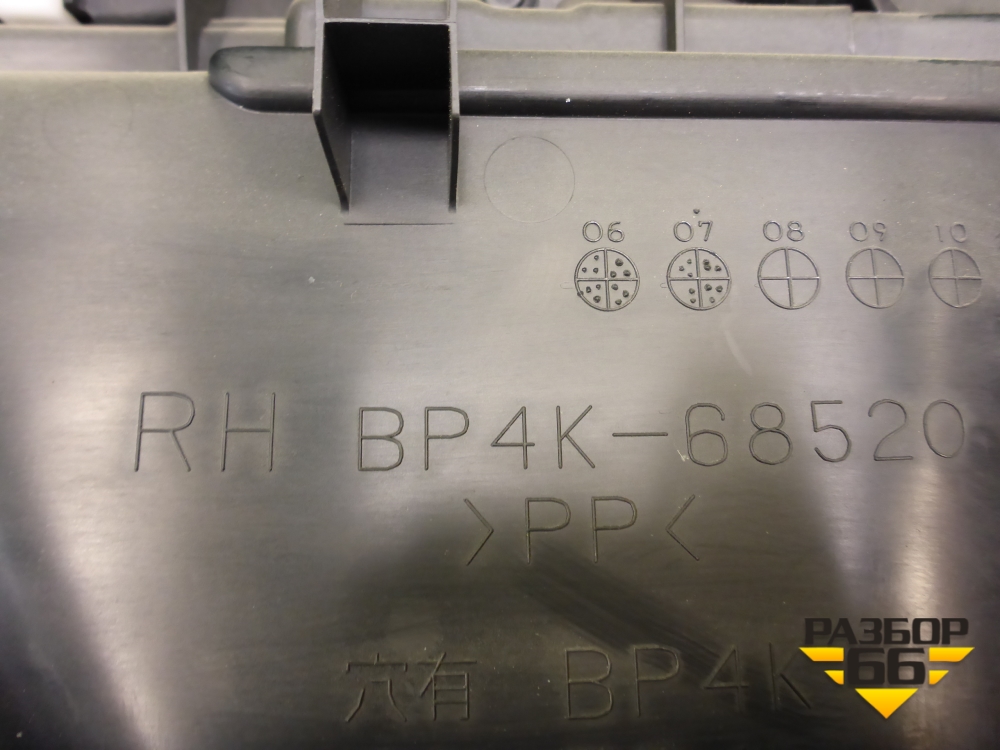 06 07 08 09 10
RH BP4K-68520
>PP<
穴有 BP4K
РАЗБОР
66